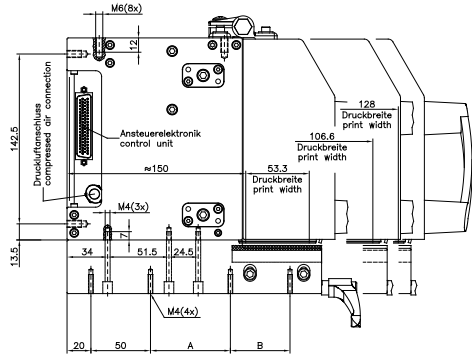 M6(8x)
12
142.5
Druckluftanschluss
compressed air connection
Ansteuerelektronik
control unit
128
Druckbreite
print width
106.6
Druckbreite
print width
≈150
53.3
Druckbreite
print width
M4(3x)
7
13.5
34
51.5
24.5
M4(4x)
20
50
A
B